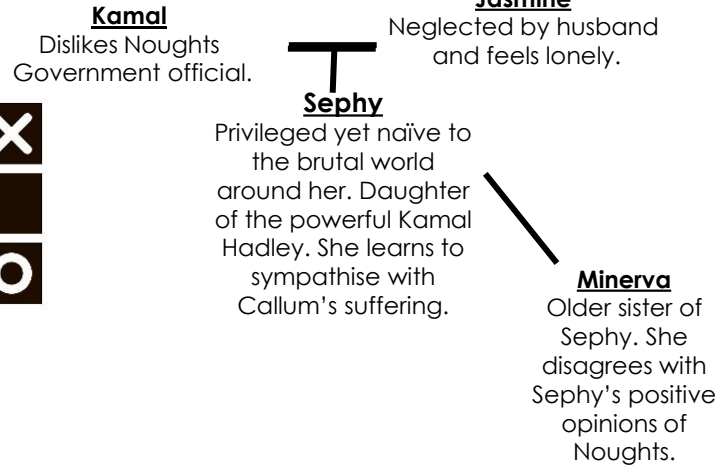 Kamal
Dislikes Noughts
Government official.
Jasmine
Neglected by husband
and feels lonely.
Sephy
Privileged yet naïve to
the brutal world
around her. Daughter
of the powerful Kamal
Hadley. She learns to
sympathise with
Callum's suffering.
Minerva
Older sister of
Sephy. She
disagrees with
Sephy's positive
opinions of
Noughts.
X
O